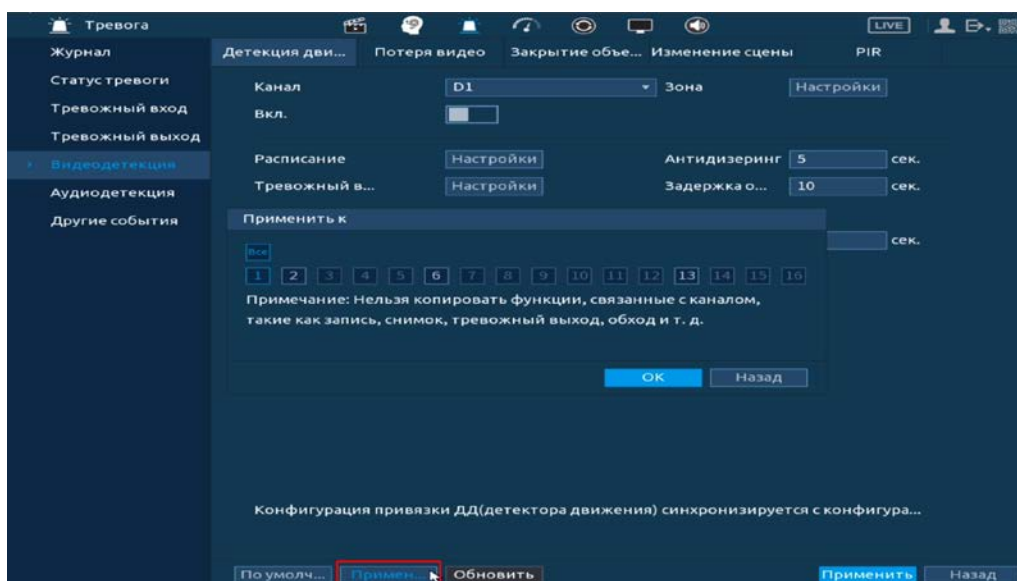 Тревога LIVE
Журнал
Статус тревоги
Тревожный вход
Тревожный выход
Видеодетекция
Аудиодетекция
Другие события
Детекция дви... Потеря видео Закрытие объе... Изменение сцены PIR
Канал D1 Зона Настройки
Вкл.
Расписание Настройки Антидизеринг 5 сек.
Тревожный в... Настройки Задержка о... 10 сек.
сек.
Применить к
Все
1 2 3 4 5 6 7 8 9 10 11 12 13 14 15 16
Примечание: Нельзя копировать функции, связанные с каналом,
такие как запись, снимок, тревожный выход, обход и т. д.
OK Назад
Конфигурация привязки ДД(детектора движения) синхронизируется с конфигура...
По умолч... Примен... Обновить Применить Назад